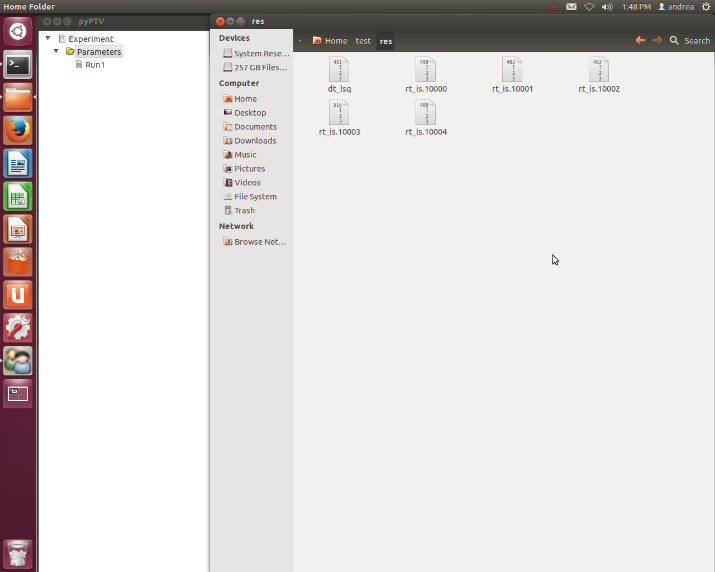 Home Folder
1:48 PM
andrea
pyPTV
res
Experiment
Parameters
Run1
Devices
System Rese...
257 GB Files...
Computer
Home
Desktop
Documents
Downloads
Music
Pictures
Videos
File System
Trash
Network
Browse Net...
Home
test
res
Search
dt_lsq
rt_is.10000
rt_is.10001
rt_is.10002
rt_is.10003
rt_is.10004